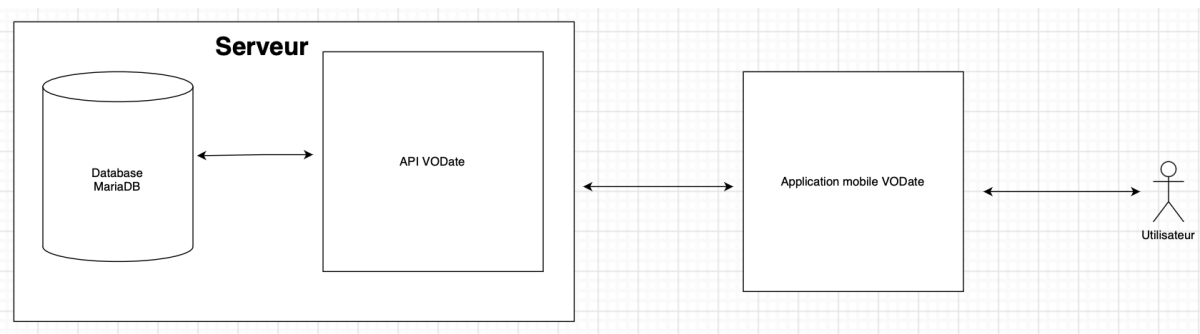 Serveur
Database
MariaDB
API VODate
Application mobile VODate
Utilisateur